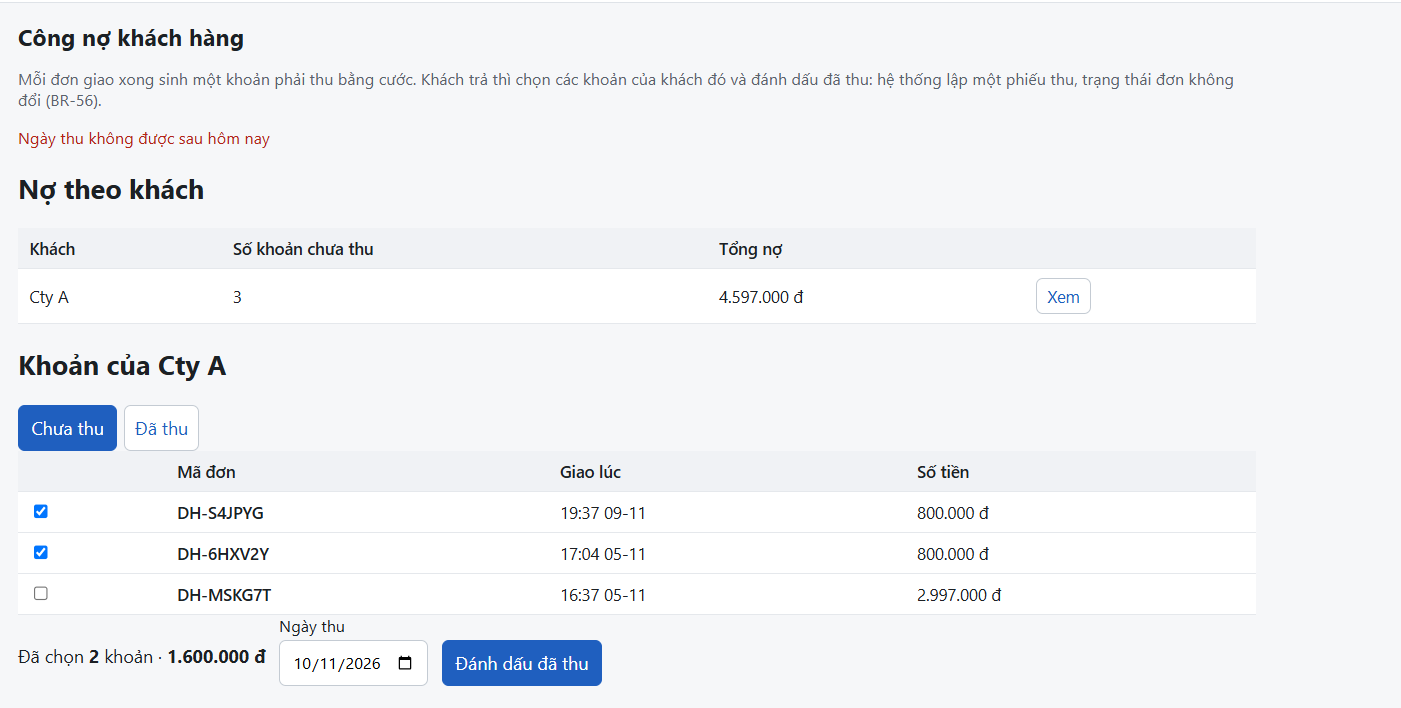 Công nợ khách hàng
Mỗi đơn giao xong sinh một khoản phải thu bằng cước. Khách trả thì chọn các khoản của khách đó và đánh dấu đã thu: hệ thống lập một phiếu thu, trạng thái đơn không
đổi (BR-56).
Ngày thu không được sau hôm nay
Nợ theo khách
Khách Số khoản chưa thu Tổng nợ
Cty A 3 4.597.000 đ Xem
Khoản của Cty A
Chưa thu Đã thu
Mã đơn Giao lúc Số tiền
DH-S4JPYG 19:37 09-11 800.000 đ
DH-6HXV2Y 17:04 05-11 800.000 đ
DH-MSKG7T 16:37 05-11 2.997.000 đ
Ngày thu
Đã chọn 2 khoản · 1.600.000 đ 10/11/2026 Đánh dấu đã thu